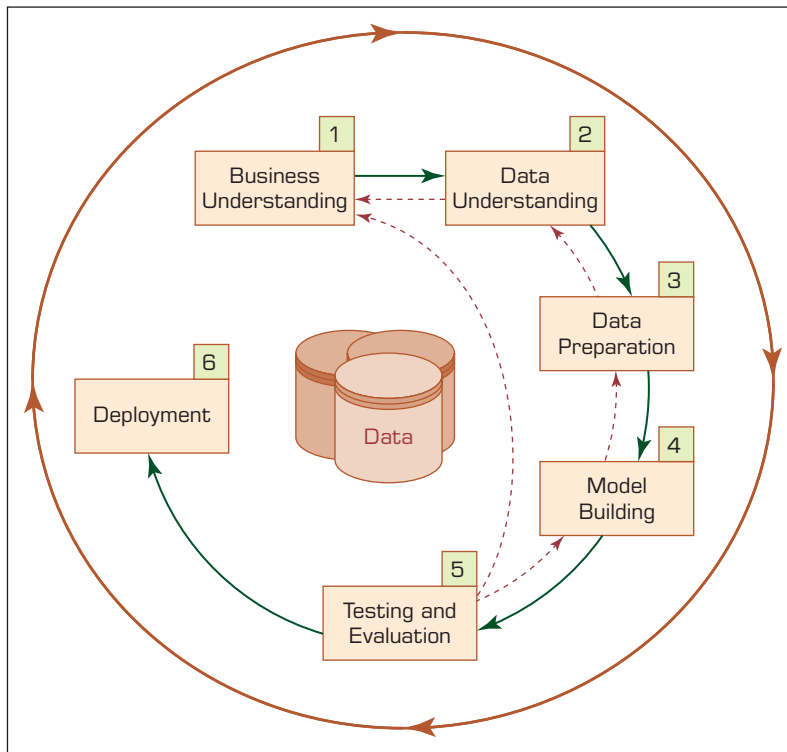 1
Business
Understanding
2
Data
Understanding
3
Data
Preparation
4
Model
Building
5
Testing and
Evaluation
6
Deployment
Data